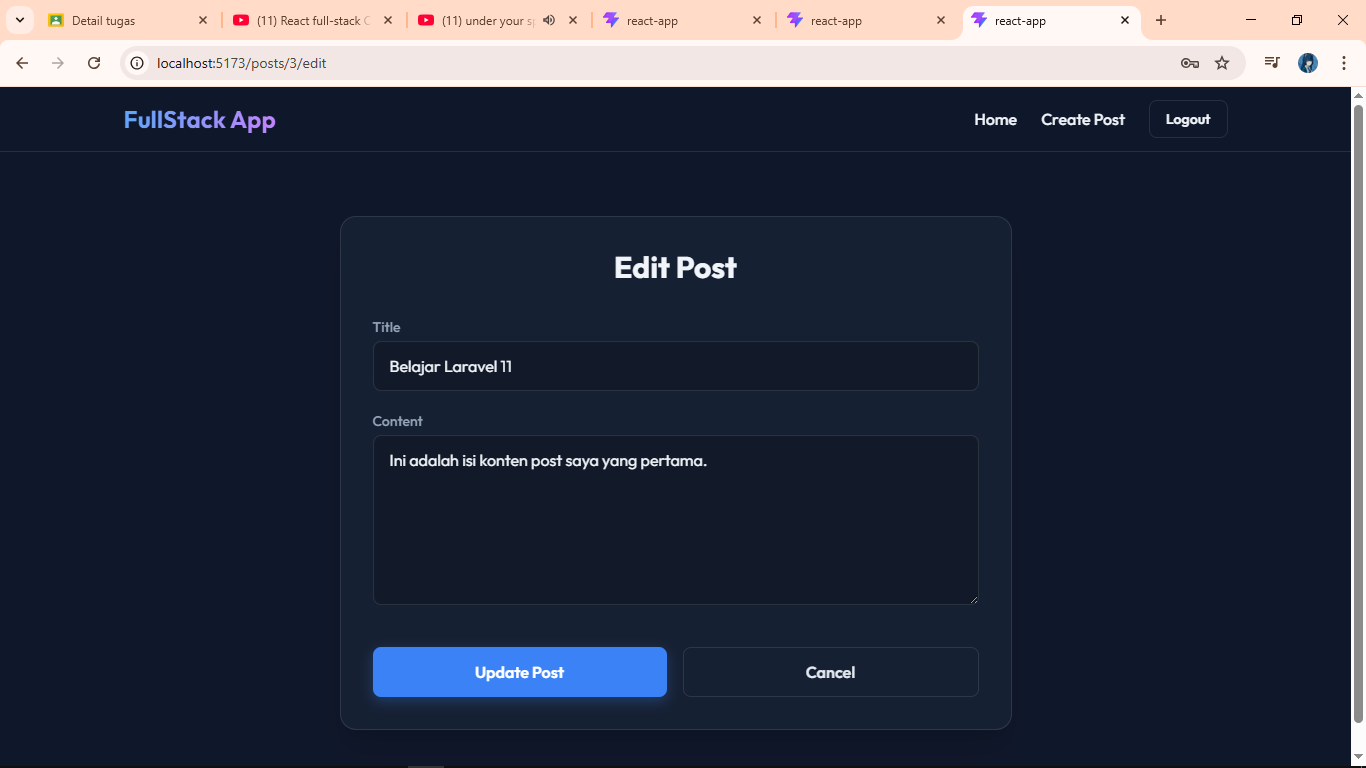 Detail tugas
(11) React full-stack C
(11) under your sp
react-app
react-app
react-app
localhost:5173/posts/3/edit
FullStack App
Home
Create Post
Logout
Edit Post
Title
Belajar Laravel 11
Content
Ini adalah isi konten post saya yang pertama.
Update Post
Cancel